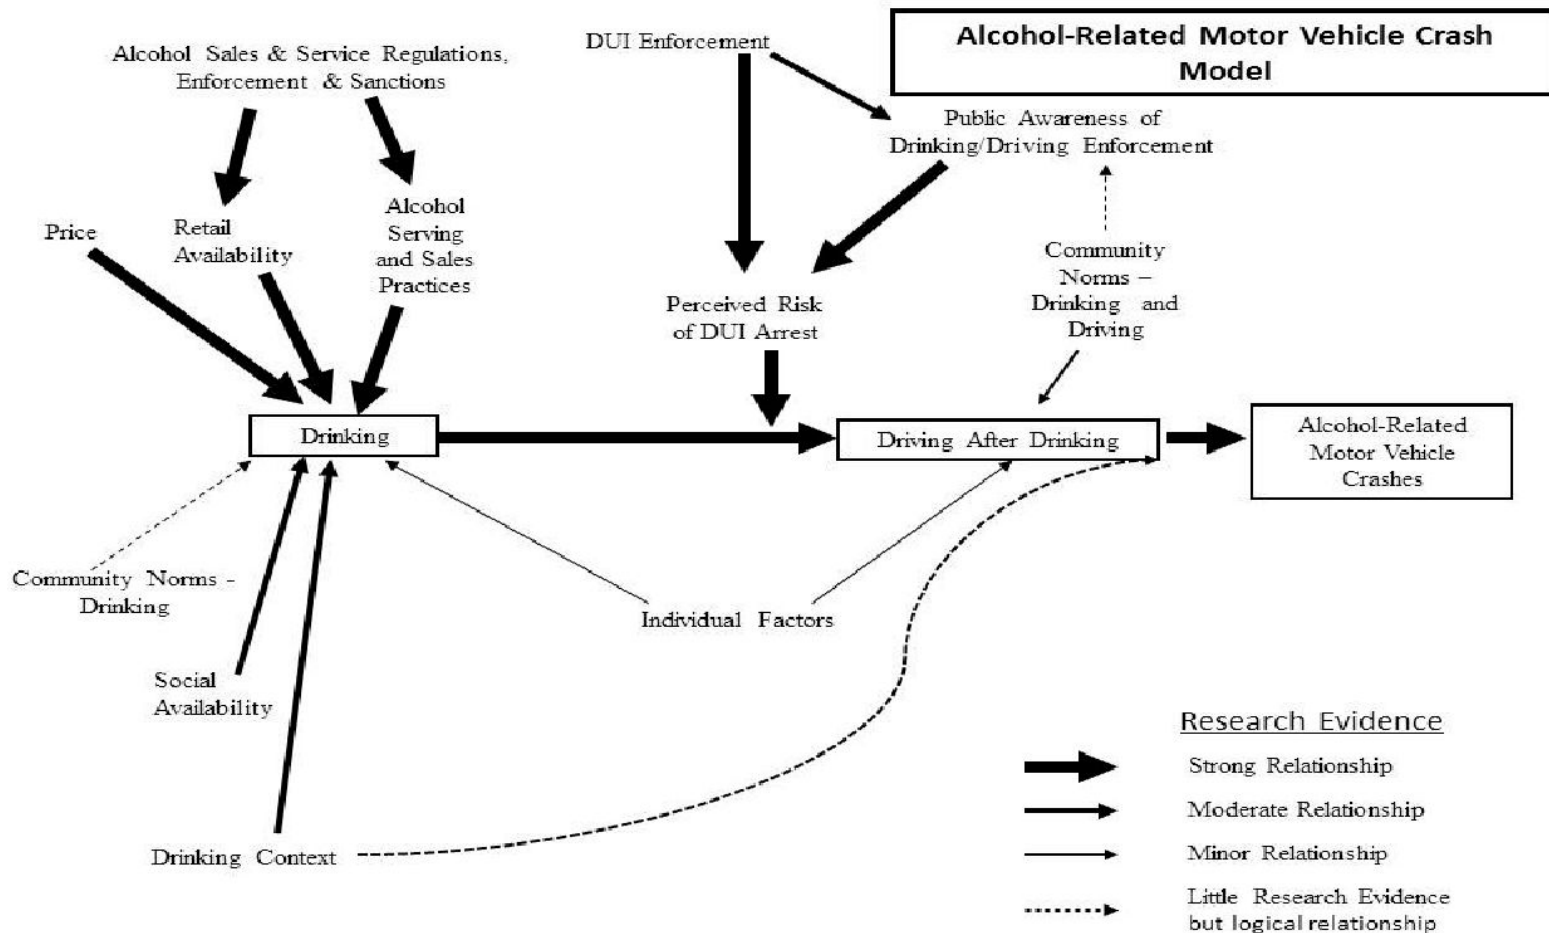 Alcohol-Related Motor Vehicle Crash
Model
Alcohol Sales & Service Regulations,
Enforcement & Sanctions
DUI Enforcement
Public Awareness of
Drinking/Driving Enforcement
Price
Retail
Availability
Alcohol
Serving
and Sales
Practices
Perceived Risk
of DUI Arrest
Community
Norms –
Drinking and
Driving
Drinking
Driving After Drinking
Alcohol-Related
Motor Vehicle
Crashes
Community Norms -
Drinking
Individual Factors
Social
Availability
Drinking Context
Research Evidence
Strong Relationship
Moderate Relationship
Minor Relationship
Little Research Evidence
but logical relationship